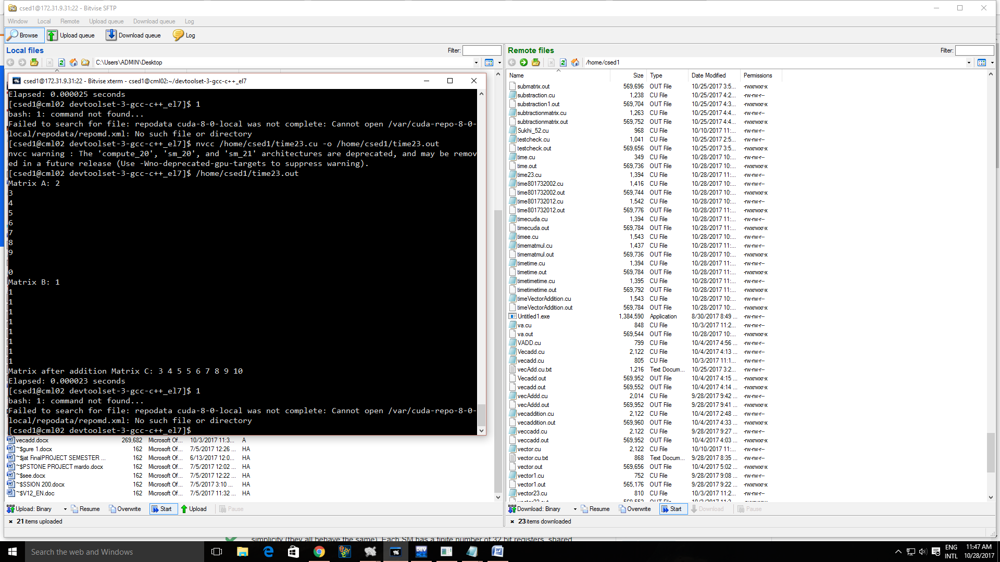 csed1@172.31.9.31:22 - Bitvise SFTP
Window Local Remote Upload queue Download queue Log
Browse Upload queue Download queue Log
Local files Filter:
C:\Users\ADMIN\Desktop
csed1@172.31.9.31:22 - Bitvise xterm - csed1@cml02:~/devtoolset-3-gcc-c++_el7
Elapsed: 0.000025 seconds
[csed1@cml02 devtoolset-3-gcc-c++_el7]$ 1
bash: 1: command not found...
Failed to search for file: repodata cuda-8-0-local was not complete: Cannot open /var/cuda-repo-8-0-
local/repodata/repomd.xml: No such file or directory
[csed1@cml02 devtoolset-3-gcc-c++_el7]$ nvcc /home/csed1/time23.cu -o /home/csed1/time23.out
nvcc warning : The 'compute_20', 'sm_20', and 'sm_21' architectures are deprecated, and may be remov
ed in a future release (Use -Wno-deprecated-gpu-targets to suppress warning).
[csed1@cml02 devtoolset-3-gcc-c++_el7]$ /home/csed1/time23.out
Matrix A: 2
3
4
5
6
7
8
9
0
Matrix B: 1
1
1
1
1
1
1
1
1
Matrix after addition Matrix C: 3 4 5 5 6 7 8 9 10
Elapsed: 0.000023 seconds
[csed1@cml02 devtoolset-3-gcc-c++_el7]$ 1
bash: 1: command not found...
Failed to search for file: repodata cuda-8-0-local was not complete: Cannot open /var/cuda-repo-8-0-
local/repodata/repomd.xml: No such file or directory
[csed1@cml02 devtoolset-3-gcc-c++_el7]$
vecadd.docx 269,682 Microsoft Of... 10/3/2017 11:3... A
~$gure 1.docx 162 Microsoft Of... 7/5/2017 12:26 ... HA
~$jat FinalPROJECT SEMESTER ... 162 Microsoft Of... 6/13/2017 12:0... HA
~$PSTONE PROJECT mardo.docx 162 Microsoft Of... 7/5/2017 12:02 ... HA
~$see.docx 162 Microsoft Of... 7/5/2017 12:22 ... HA
~$SSION 200.docx 162 Microsoft Of... 7/5/2017 3:10 ... HA
~$V12_EN.doc 162 Microsoft Of... 7/5/2017 11:32 ... HA
Upload: Binary Resume Overwrite Start Upload Pause
21 items uploaded
Remote files Filter:
/home/csed1
Name Size Type Date Modified Permissions
submatrix.out 569,696 OUT File 10/25/2017 3:5... -rwxrwxr-x
substraction.cu 1,238 CU File 10/25/2017 4:2... -rw-rw-r--
substraction1.out 569,704 OUT File 10/25/2017 4:3... -rwxrwxr-x
subtractionmatrix.cu 1,263 CU File 10/25/2017 4:4... -rw-rw-r--
subtractionmatrix.out 569,752 OUT File 10/25/2017 4:4... -rwxrwxr-x
Sukhi_52.cu 968 CU File 10/10/2017 11:... -rw-rw-r--
testcheck.cu 1,041 CU File 10/25/2017 2:5... -rw-rw-r--
testcheck.out 569,656 OUT File 10/25/2017 3:5... -rwxrwxr-x
time.cu 349 CU File 10/28/2017 10:... -rw-rw-r--
time.out 569,736 OUT File 10/28/2017 10:... -rwxrwxr-x
time23.cu 1,394 CU File 10/28/2017 11:... -rw-rw-r--
time801732002.cu 1,416 CU File 10/28/2017 10:... -rw-rw-r--
time801732002.out 569,744 OUT File 10/28/2017 10:... -rwxrwxr-x
time801732012.cu 1,542 CU File 10/28/2017 10:... -rw-rw-r--
time801732012.out 569,776 OUT File 10/28/2017 11:... -rwxrwxr-x
timecuda.cu 1,394 CU File 10/28/2017 11:... -rw-rw-r--
timecuda.out 569,784 OUT File 10/28/2017 11:... -rwxrwxr-x
timee.cu 1,543 CU File 10/28/2017 10:... -rw-rw-r--
timematmul.cu 1,437 CU File 10/28/2017 11:... -rw-rw-r--
timematmul.out 569,736 OUT File 10/28/2017 10:... -rwxrwxr-x
timetime.cu 1,394 CU File 10/28/2017 11:... -rw-rw-r--
timetime.out 569,784 OUT File 10/28/2017 11:... -rwxrwxr-x
timetimetime.cu 1,395 CU File 10/28/2017 11:... -rw-rw-r--
timetimetime.out 569,792 OUT File 10/28/2017 11:... -rwxrwxr-x
timeVectorAddition.cu 1,543 CU File 10/28/2017 10:... -rw-rw-r--
timeVectorAddition.out 569,784 OUT File 10/28/2017 10:... -rwxrwxr-x
Untitled1.exe 1,384,590 Application 8/30/2017 8:49 ... -rw-rw-r--
va.cu 848 CU File 10/3/2017 11:2... -rw-rw-r--
va.out 569,544 OUT File 10/28/2017 10:... -rwxrwxr-x
VADD.cu 799 CU File 10/4/2017 4:56 ... -rw-rw-r--
Vecadd.cu 2,122 CU File 10/4/2017 4:13 ... -rw-rw-r--
vecadd.cu 805 CU File 10/3/2017 11:1... -rw-rw-r--
vecAdd.cu.txt 1,216 Text Docum... 10/25/2017 3:2... -rw-rw-r--
Vecadd.out 569,952 OUT File 10/4/2017 4:15 ... -rwxrwxr-x
vecadd.out 569,552 OUT File 10/4/2017 4:14 ... -rwxrwxr-x
vecAddd.cu 2,014 CU File 9/28/2017 9:42 ... -rw-rw-r--
vecAddd.out 569,952 OUT File 9/28/2017 9:41 ... -rwxrwxr-x
vecaddition.cu 2,122 CU File 10/4/2017 2:48 ... -rw-rw-r--
vecaddition.out 569,960 OUT File 10/4/2017 4:33 ... -rwxrwxr-x
veccadd.cu 2,122 CU File 9/28/2017 9:27 ... -rw-rw-r--
veccadd.out 569,952 OUT File 10/4/2017 4:03 ... -rwxrwxr-x
vector.cu 2,122 CU File 10/10/2017 11:... -rw-rw-r--
vector.cu.txt 868 Text Docum... 9/28/2017 8:35 ... -rw-rw-r--
vector.out 569,656 OUT File 10/4/2017 5:02 ... -rwxrwxr-x
vector1.cu 752 CU File 9/28/2017 9:08 ... -rw-rw-r--
vector1.out 565,176 OUT File 9/28/2017 9:22 ... -rwxrwxr-x
vector23.cu 810 CU File 10/3/2017 11:2... -rw-rw-r--
Download: Binary Resume Overwrite Start Download Pause
23 items downloaded
simplicity (they all behave the same). Each SM has a finite number of 32 bit registers, shared
Search the web and Windows
ENG 11:47 AM
INTL 10/28/2017